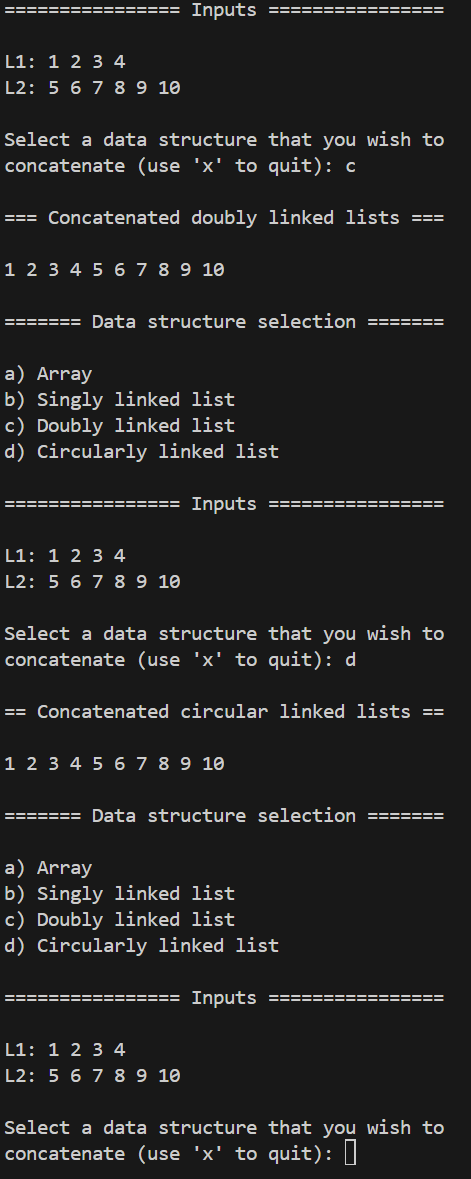 ================ Inputs ================
L1: 1 2 3 4
L2: 5 6 7 8 9 10
Select a data structure that you wish to
concatenate (use 'x' to quit): c
=== Concatenated doubly linked lists ===
1 2 3 4 5 6 7 8 9 10
======= Data structure selection =======
a) Array
b) Singly linked list
c) Doubly linked list
d) Circularly linked list
================ Inputs ================
L1: 1 2 3 4
L2: 5 6 7 8 9 10
Select a data structure that you wish to
concatenate (use 'x' to quit): d
== Concatenated circular linked lists ==
1 2 3 4 5 6 7 8 9 10
======= Data structure selection =======
a) Array
b) Singly linked list
c) Doubly linked list
d) Circularly linked list
================ Inputs ================
L1: 1 2 3 4
L2: 5 6 7 8 9 10
Select a data structure that you wish to
concatenate (use 'x' to quit):